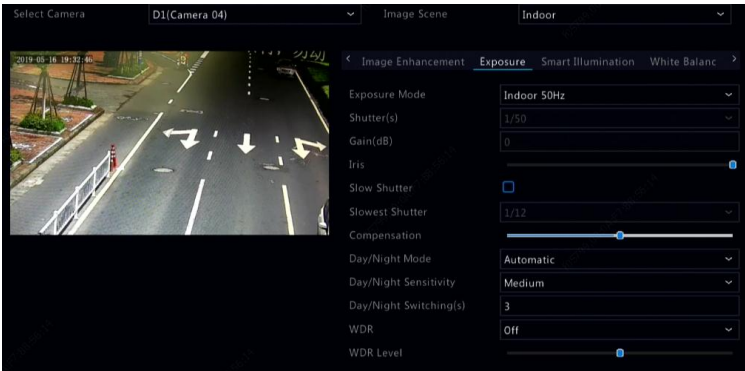 Select Camera D1(Camera 04) Image Scene Indoor
2019-05-16 19:32:46
Image Enhancement Exposure Smart Illumination White Balanc
Exposure Mode Indoor 50Hz
Shutter(s) 1/50
Gain(dB) 0
Iris
Slow Shutter
Slowest Shutter 1/12
Compensation
Day/Night Mode Automatic
Day/Night Sensitivity Medium
Day/Night Switching(s) 3
WDR Off
WDR Level